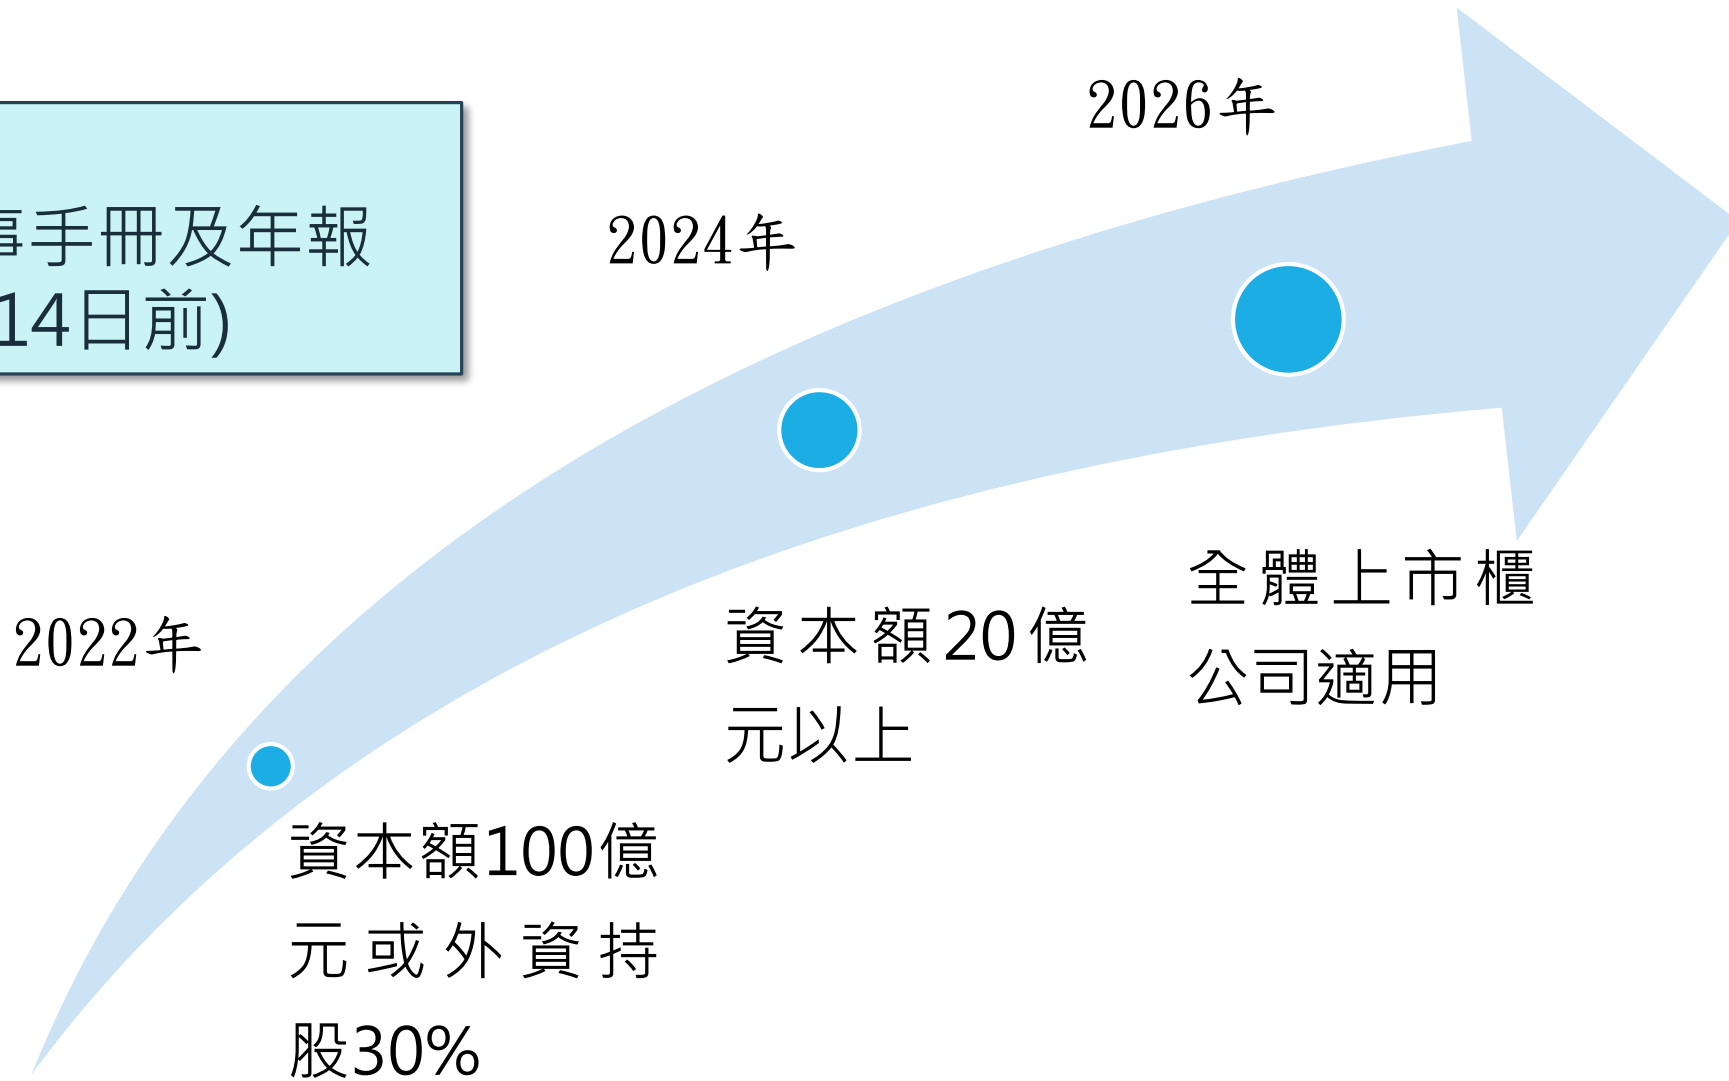 事手冊及年報
14日前)
2022年
資本額100億
元或外資持
股30%
2024年
資本額20億
元以上
2026年
全體上市櫃
公司適用